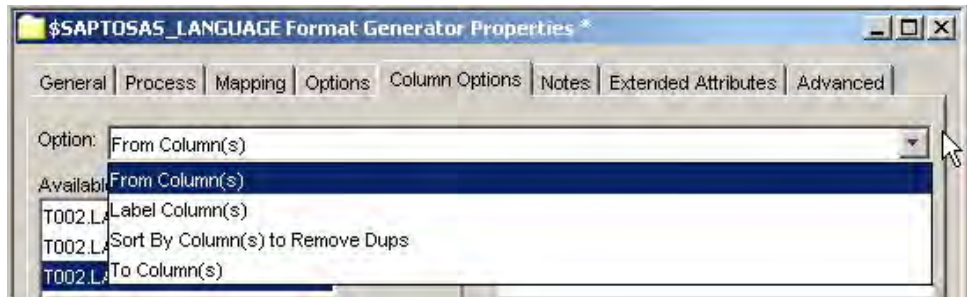 $SAPTOSAS_LANGUAGE Format Generator Properties *
General Process Mapping Options Column Options Notes Extended Attributes Advanced
Option: From Column(s)
From Column(s)
Label Column(s)
Sort By Column(s) to Remove Dups
To Column(s)